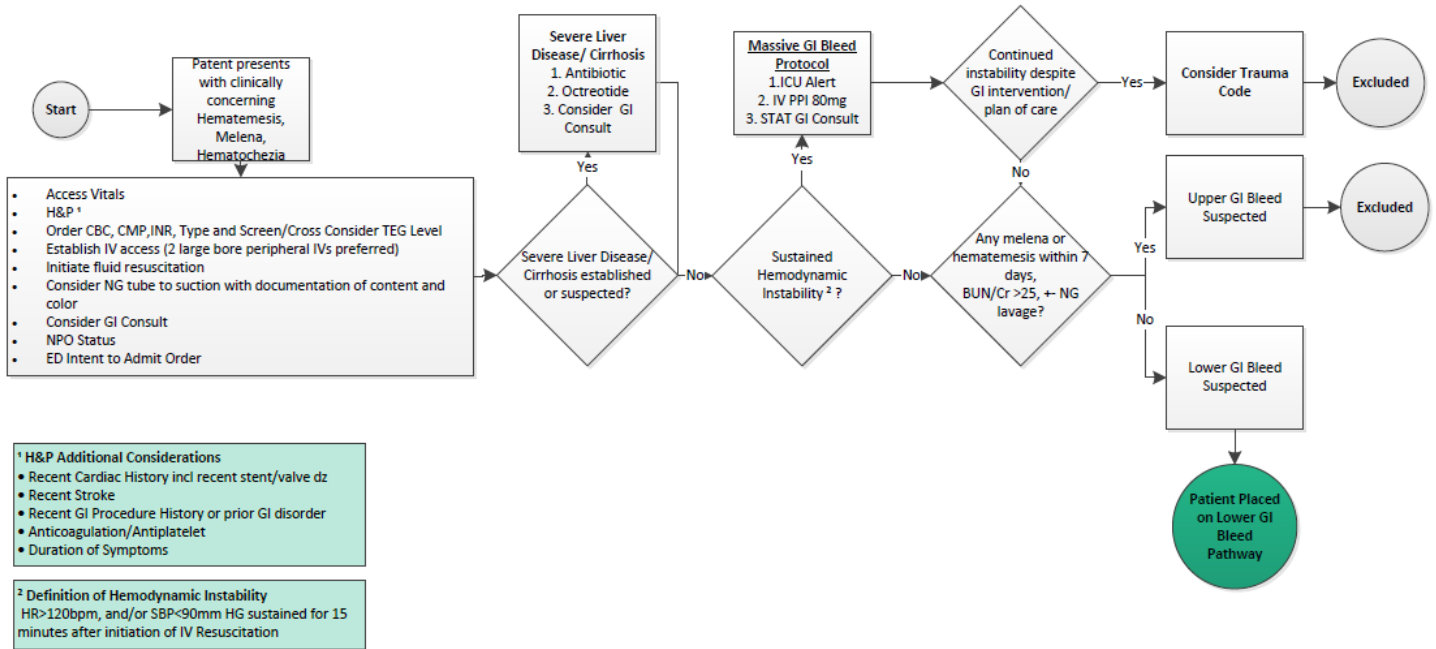 Start
Patent presents
with clinically
concerning
Hematemesis,
Melena,
Hematochezia
• Access Vitals
• H&P ¹
• Order CBC, CMP,INR, Type and Screen/Cross Consider TEG Level
• Establish IV access (2 large bore peripheral IVs preferred)
• Initiate fluid resuscitation
• Consider NG tube to suction with documentation of content and
color
• Consider GI Consult
• NPO Status
• ED Intent to Admit Order
Severe Liver
Disease/ Cirrhosis
1. Antibiotic
2. Octreotide
3. Consider GI
Consult
Yes
Severe Liver Disease/
Cirrhosis established
or suspected?
No
Massive GI Bleed
Protocol
1.ICU Alert
2. IV PPI 80mg
3. STAT GI Consult
Yes
Sustained
Hemodynamic
Instability ² ?
No
Continued
instability despite
GI intervention/
plan of care
Yes
Consider Trauma
Code
Excluded
No
Any melena or
hematemesis within 7
days,
BUN/Cr >25, +- NG
lavage?
Yes
Upper GI Bleed
Suspected
Excluded
No
Lower GI Bleed
Suspected
Patient Placed
on Lower GI
Bleed
Pathway
¹ H&P Additional Considerations
• Recent Cardiac History incl recent stent/valve dz
• Recent Stroke
• Recent GI Procedure History or prior GI disorder
• Anticoagulation/Antiplatelet
• Duration of Symptoms
² Definition of Hemodynamic Instability
HR>120bpm, and/or SBP<90mm HG sustained for 15
minutes after initiation of IV Resuscitation